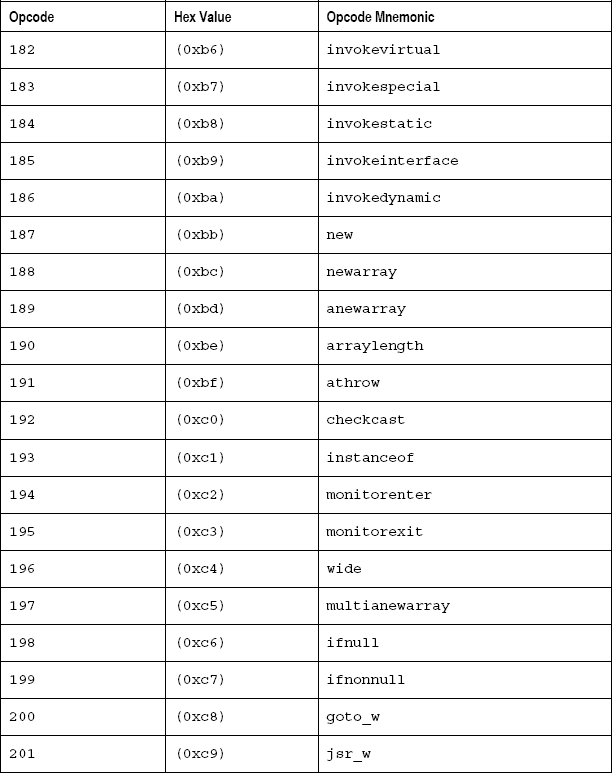 Opcode Hex Value Opcode Mnemonic
182 (0xb6) invokevirtual
183 (0xb7) invokespecial
184 (0xb8) invokestatic
185 (0xb9) invokeinterface
186 (0xba) invokedynamic
187 (0xbb) new
188 (0xbc) newarray
189 (0xbd) anewarray
190 (0xbe) arraylength
191 (0xbf) athrow
192 (0xc0) checkcast
193 (0xc1) instanceof
194 (0xc2) monitorenter
195 (0xc3) monitorexit
196 (0xc4) wide
197 (0xc5) multianewarray
198 (0xc6) ifnull
199 (0xc7) ifnonnull
200 (0xc8) goto_w
201 (0xc9) jsr_w